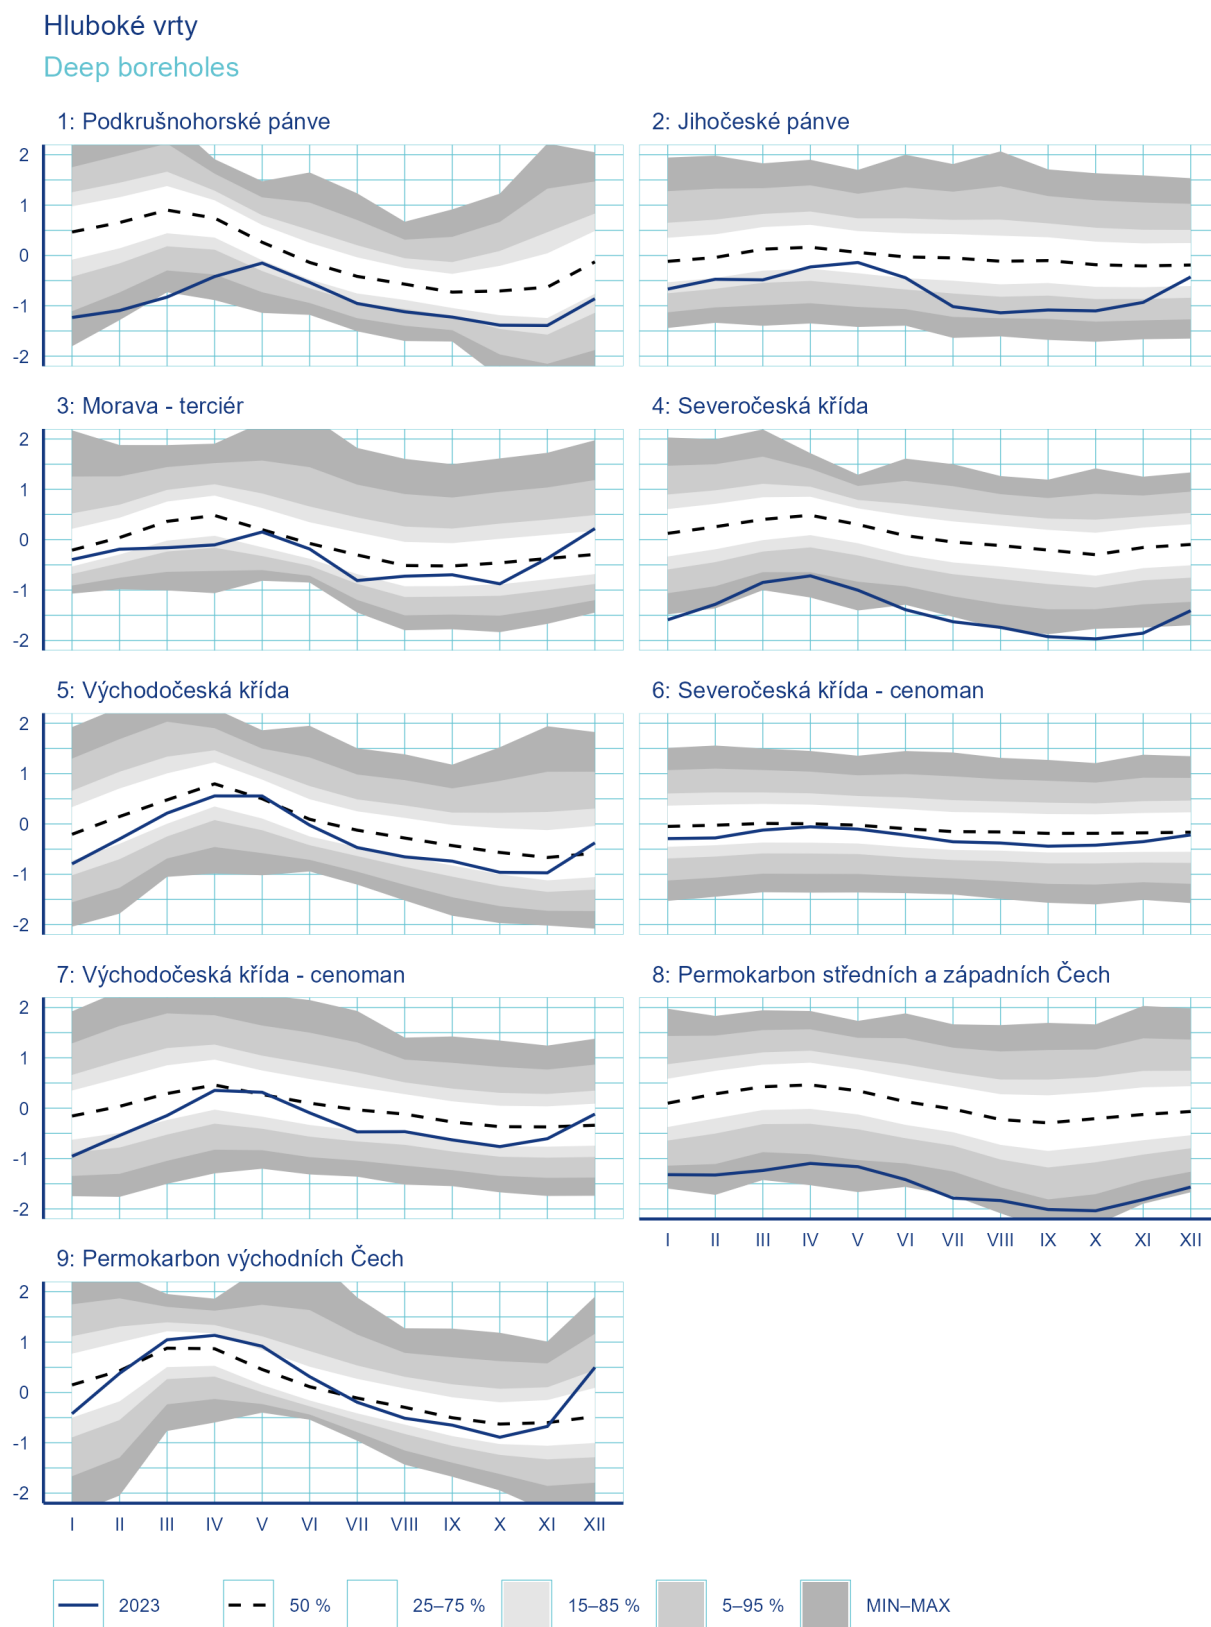 Hluboké vrty
Deep boreholes
1: Podkrušnohorské pánve
2: Jihočeské pánve
2
1
0
-1
-2
3: Morava - terciér
4: Severočeská křída
2
1
0
-1
-2
5: Východočeská křída
6: Severočeská křída - cenoman
2
1
0
-1
-2
7: Východočeská křída - cenoman
8: Permokarbon středních a západních Čech
2
1
0
-1
-2
I II III IV V VI VII VIII IX X XI XII
9: Permokarbon východních Čech
2
1
0
-1
-2
I II III IV V VI VII VIII IX X XI XII
2023 50 % 25–75 % 15–85 % 5–95 % MIN–MAX